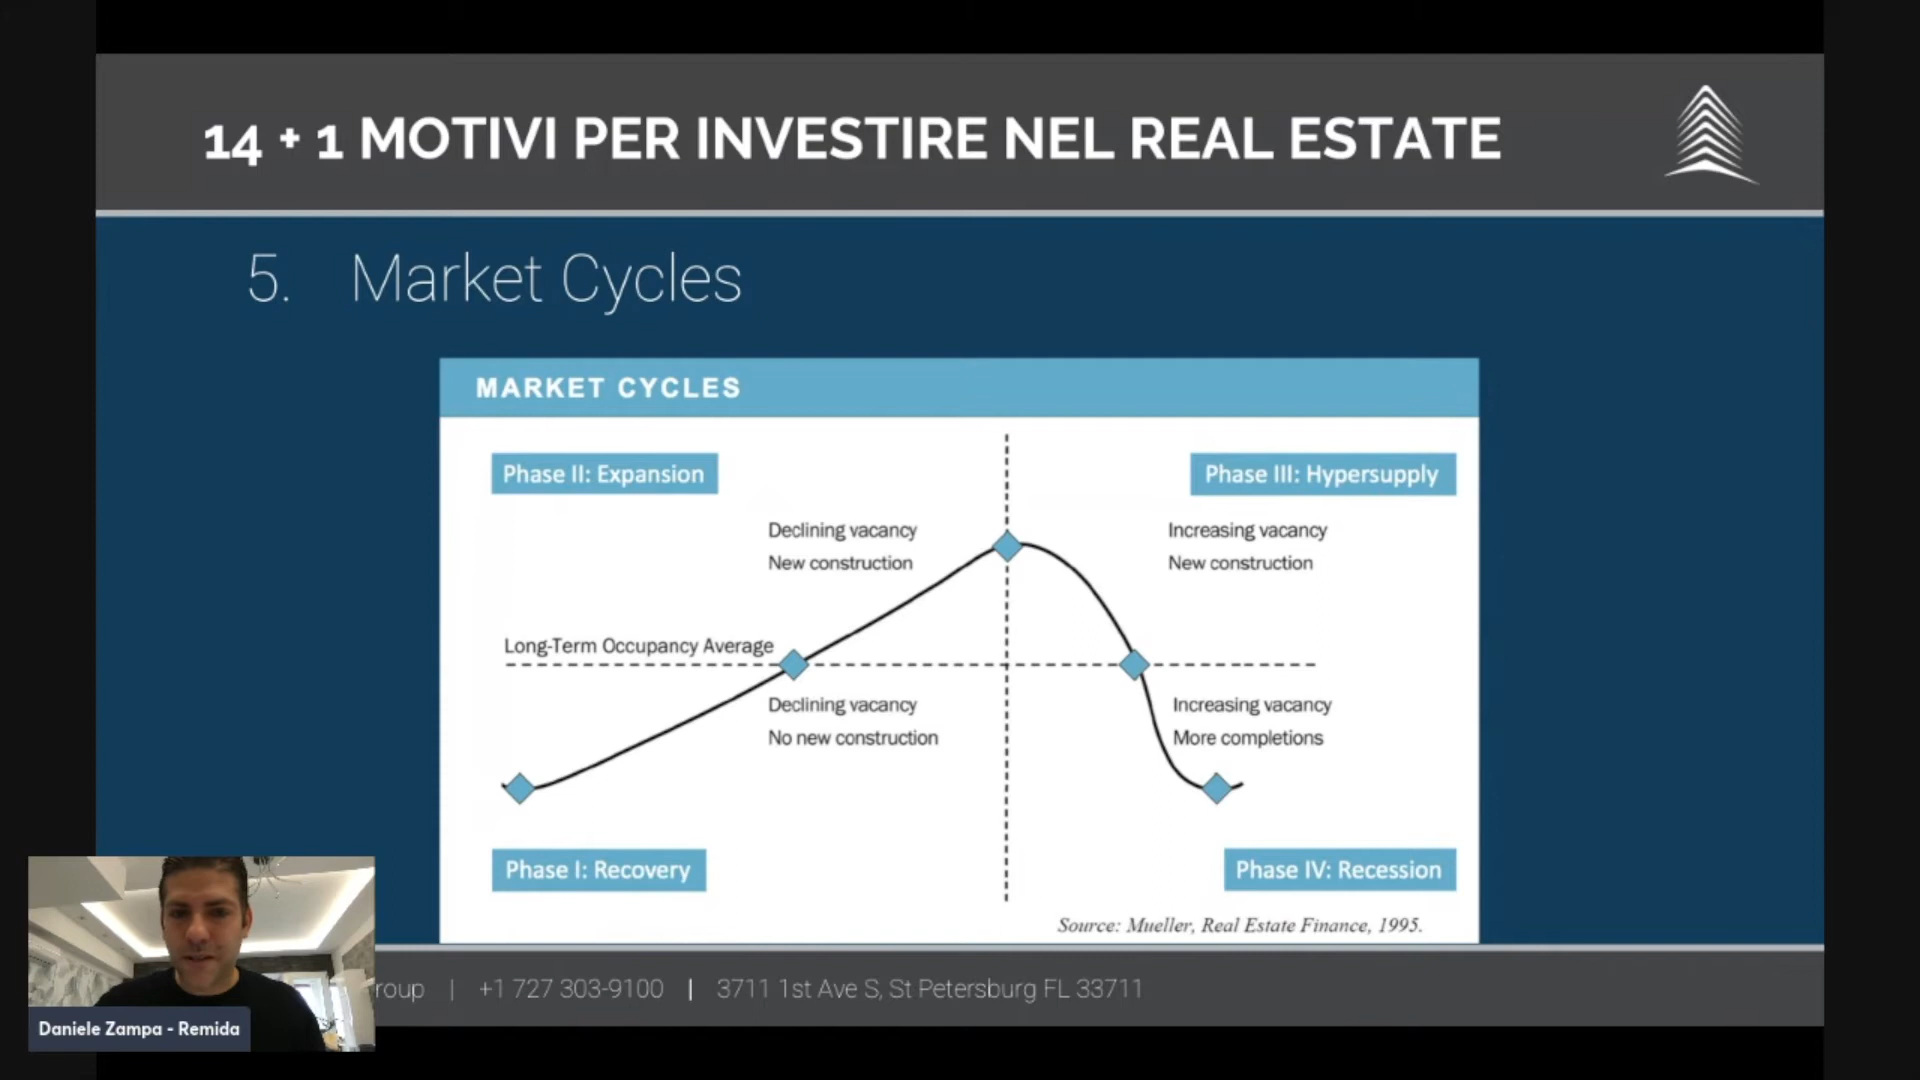 14 + 1 MOTIVI PER INVESTIRE NEL REAL ESTATE
5. Market Cycles
MARKET CYCLES
Phase II: Expansion
Phase III: Hypersupply
Declining vacancy
New construction
Increasing vacancy
New construction
Long-Term Occupancy Average
Declining vacancy
No new construction
Increasing vacancy
More completions
Phase I: Recovery
Phase IV: Recession
Source: Mueller, Real Estate Finance, 1995.
roup | +1 727 303-9100 | 3711 1st Ave S, St Petersburg FL 33711
Daniele Zampa - Remida